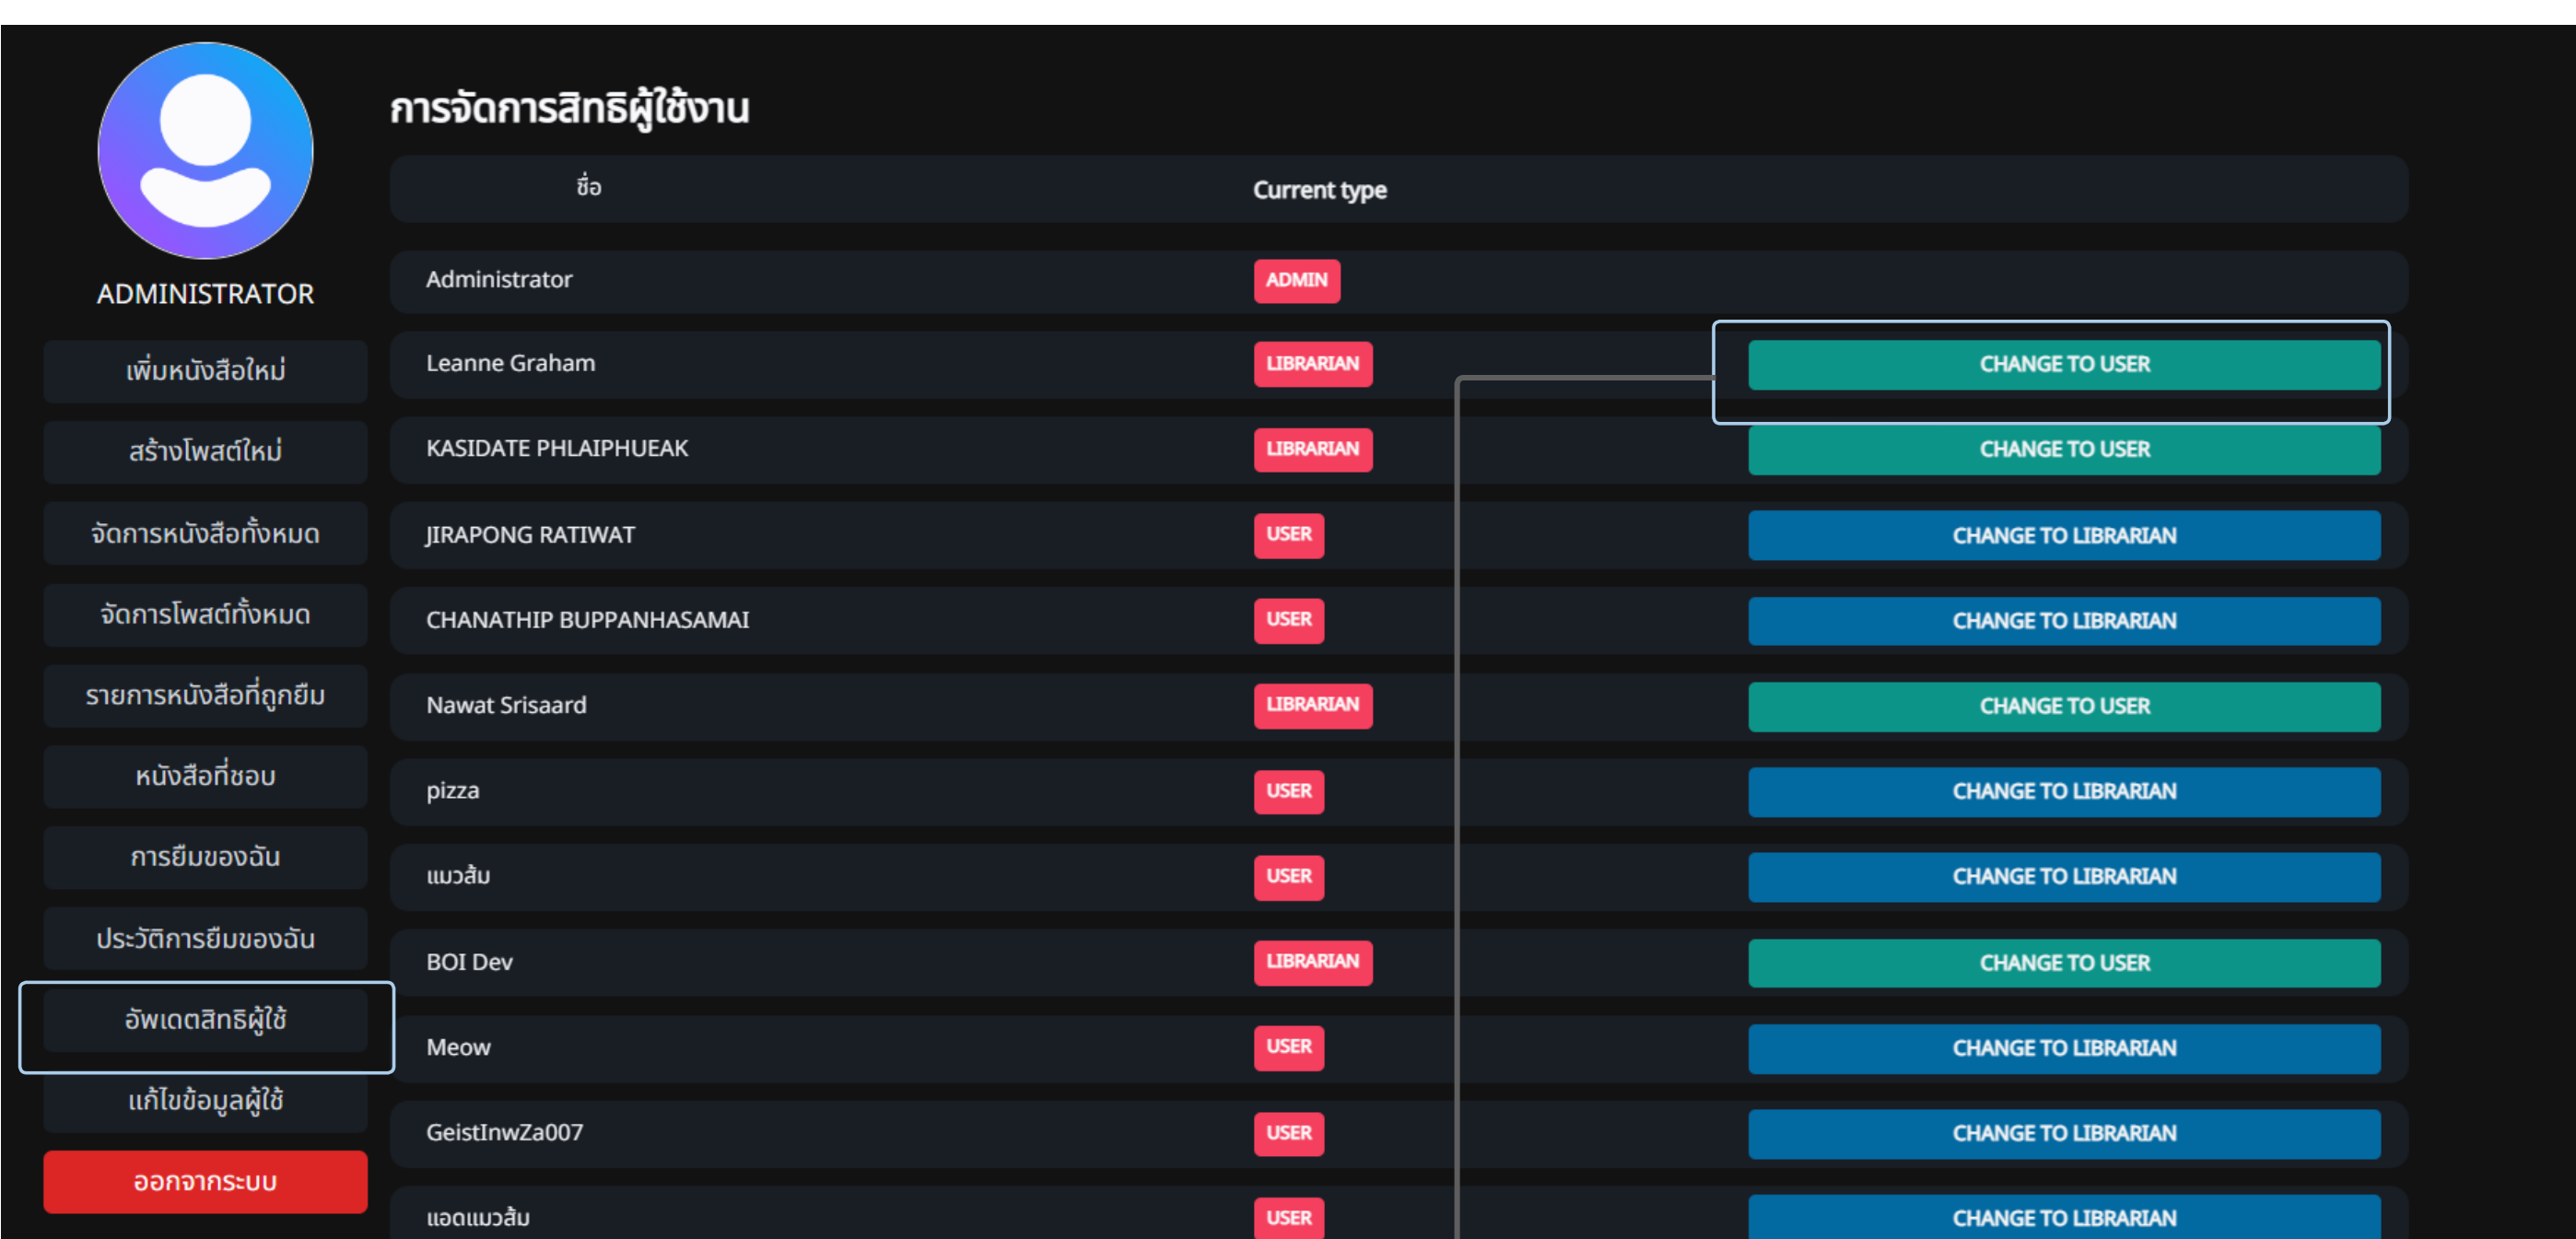 ADMINISTRATOR
เพิ่มหนังสือใหม่
สร้างโพสต์ใหม่
จัดการหนังสือทั้งหมด
จัดการโพสต์ทั้งหมด
รายการหนังสือที่ถูกยืม
หนังสือที่ชอบ
การยืมของฉัน
ประวัติการยืมของฉัน
อัพเดตสิทธิผู้ใช้
แก้ไขข้อมูลผู้ใช้
ออกจากระบบ
การจัดการสิทธิผู้ใช้งาน
ชื่อ Current type
Administrator ADMIN
Leanne Graham LIBRARIAN CHANGE TO USER
KASIDATE PHLAIPHUEAK LIBRARIAN CHANGE TO USER
JIRAPONG RATIWAT USER CHANGE TO LIBRARIAN
CHANATHIP BUPPANHASAMAI USER CHANGE TO LIBRARIAN
Nawat Srisaard LIBRARIAN CHANGE TO USER
pizza USER CHANGE TO LIBRARIAN
แมวส้ม USER CHANGE TO LIBRARIAN
BOI Dev LIBRARIAN CHANGE TO USER
Meow USER CHANGE TO LIBRARIAN
GeistInwZa007 USER CHANGE TO LIBRARIAN
แอดแมวส้ม USER CHANGE TO LIBRARIAN